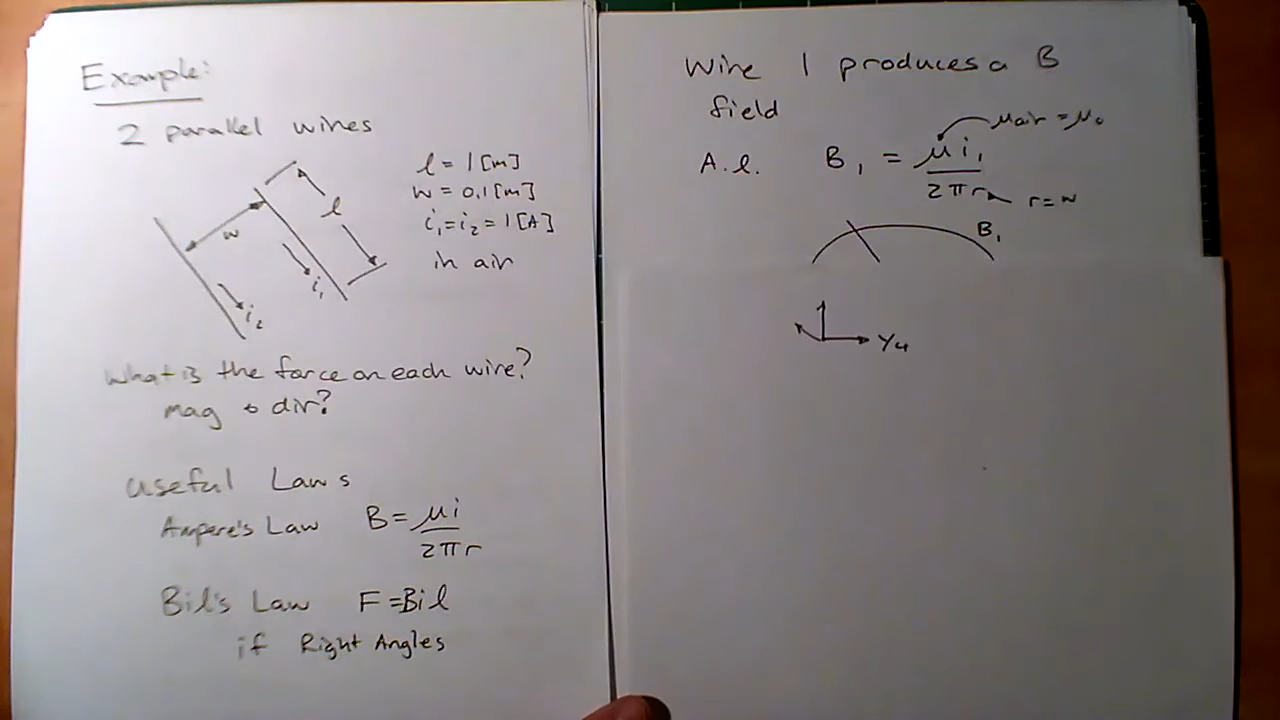 Example:
2 parallel wires
l = 1 [m]
w = 0.1 [m]
i₁ = i₂ = 1 [A]
in air
w
l
i₁
i₂
What is the force on each wire?
mag & dir?
Useful Laws
Ampere's Law B = μi / 2πr
Bil's Law F = Bil
if Right Angles
Wire 1 produces a B
field
μair = μ₀
A.l. B₁ = μi₁ / 2πr
r = w
B₁